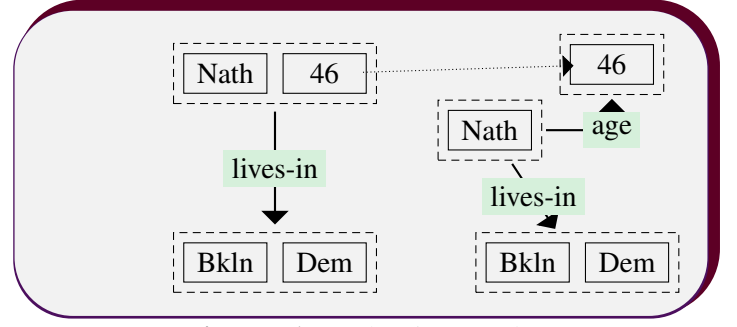 Nath 46
lives-in
Bkln Dem
46
Nath
age
lives-in
Bkln Dem